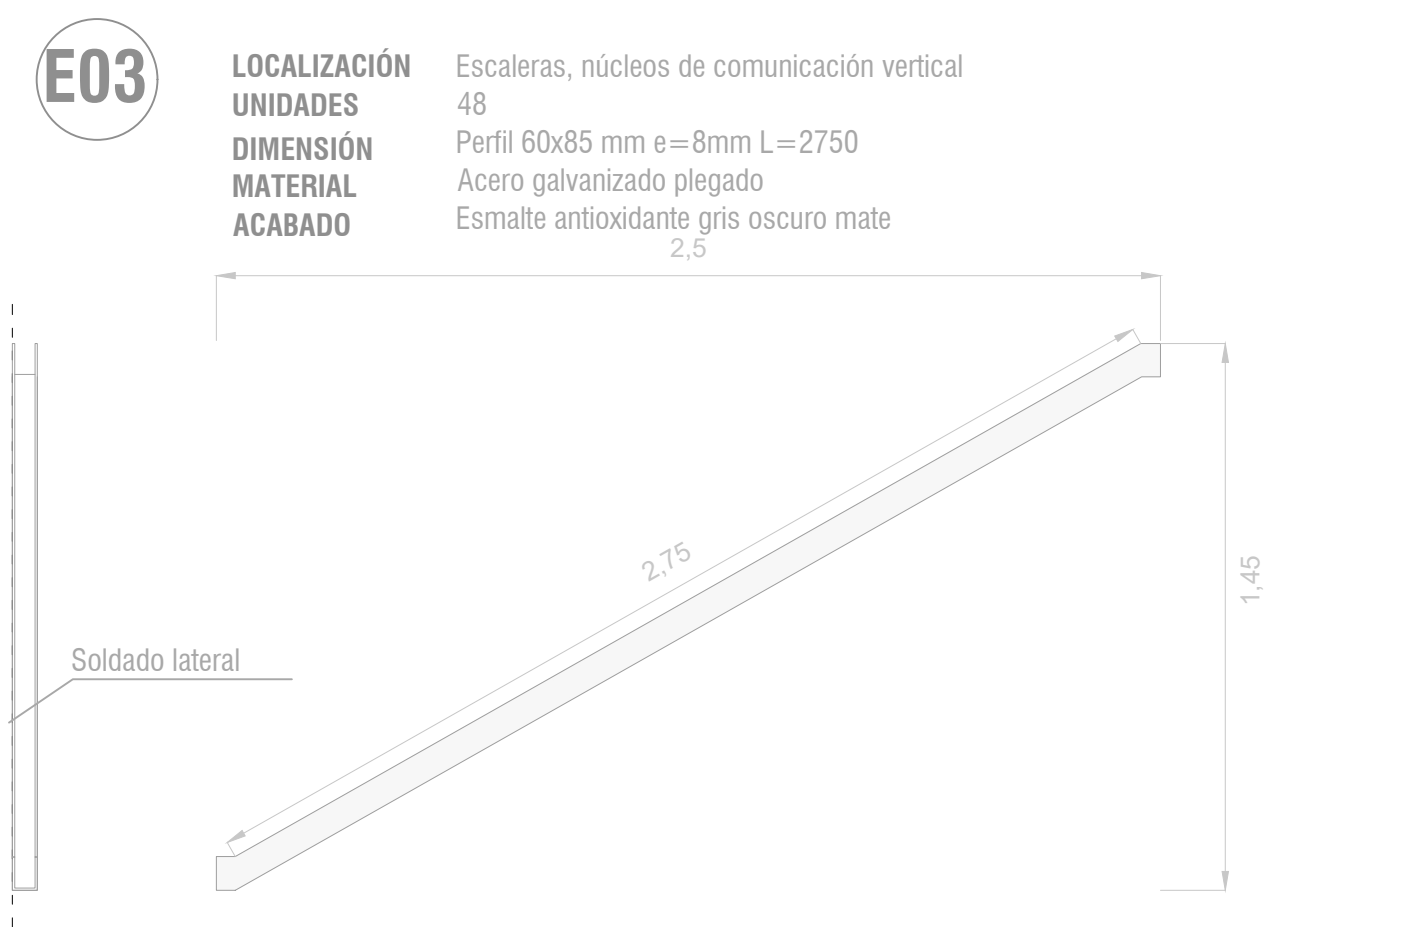 E03
LOCALIZACIÓN Escaleras, núcleos de comunicación vertical
UNIDADES 48
DIMENSIÓN Perfil 60x85 mm e=8mm L=2750
MATERIAL Acero galvanizado plegado
ACABADO Esmalte antioxidante gris oscuro mate
2,5
2,75
1,45
Soldado lateral